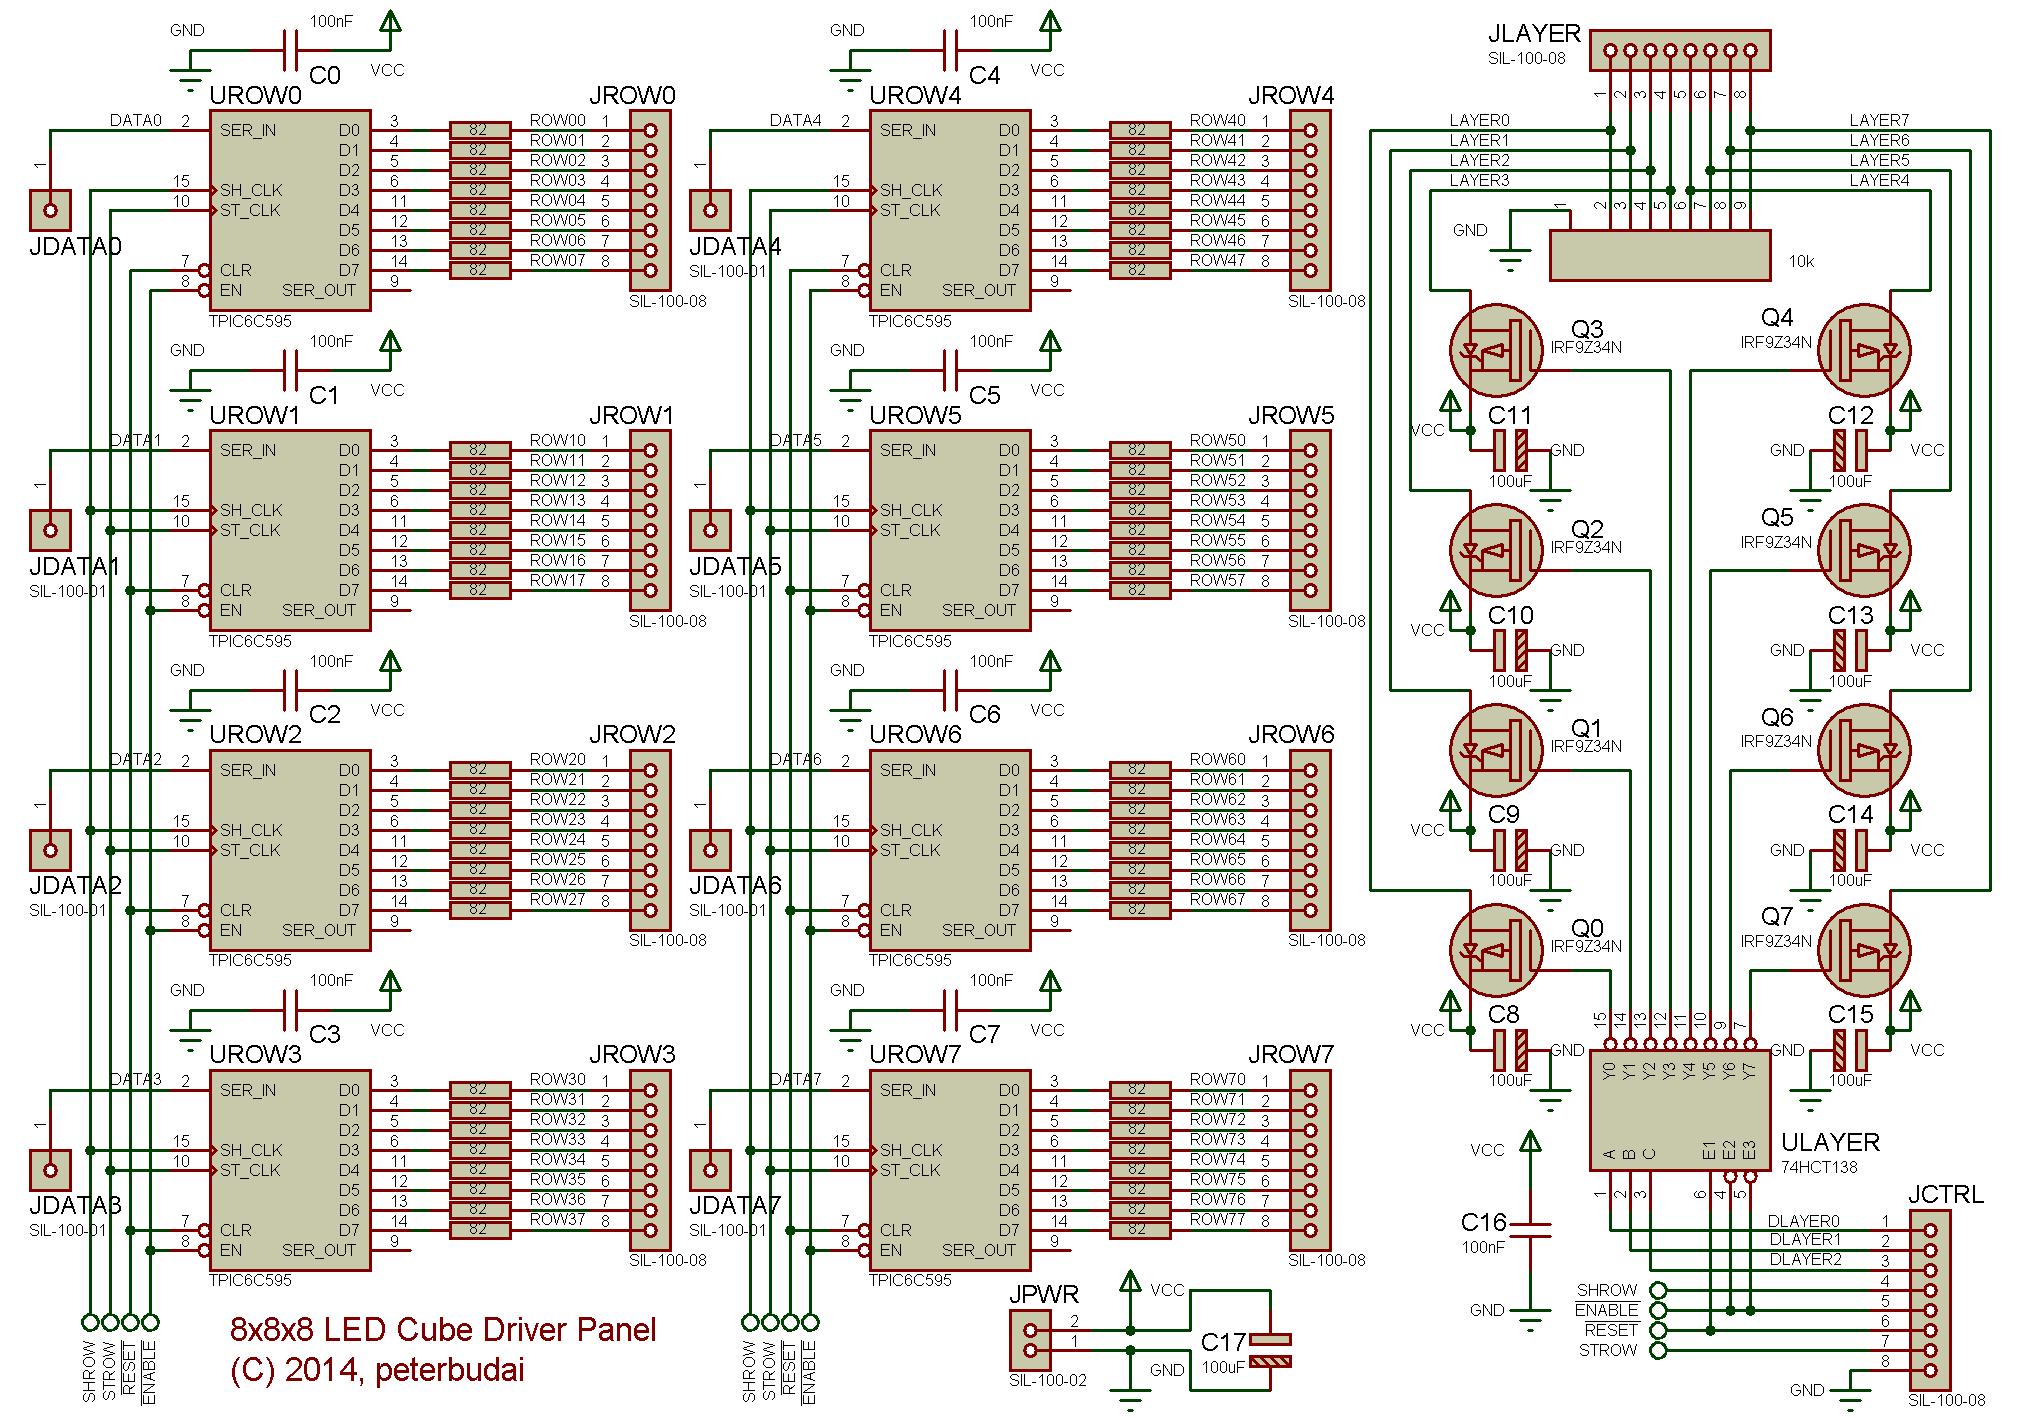 GND
100nF
C0
VCC
UROW0
DATA0
2 SER_IN
15 SH_CLK
10 ST_CLK
7 CLR
8 EN
D0 3 82 ROW00 1
D1 4 82 ROW01 2
D2 5 82 ROW02 3
D3 6 82 ROW03 4
D4 11 82 ROW04 5
D5 12 82 ROW05 6
D6 13 82 ROW06 7
D7 14 82 ROW07 8
SER_OUT 9
TPIC6C595
JROW0
SIL-100-08
1
JDATA0
GND
100nF
C1
VCC
UROW1
DATA1
2 SER_IN
15 SH_CLK
10 ST_CLK
7 CLR
8 EN
D0 3 82 ROW10 1
D1 4 82 ROW11 2
D2 5 82 ROW12 3
D3 6 82 ROW13 4
D4 11 82 ROW14 5
D5 12 82 ROW15 6
D6 13 82 ROW16 7
D7 14 82 ROW17 8
SER_OUT 9
TPIC6C595
JROW1
SIL-100-08
1
JDATA1
SIL-100-01
GND
100nF
C2
VCC
UROW2
DATA2
2 SER_IN
15 SH_CLK
10 ST_CLK
7 CLR
8 EN
D0 3 82 ROW20 1
D1 4 82 ROW21 2
D2 5 82 ROW22 3
D3 6 82 ROW23 4
D4 11 82 ROW24 5
D5 12 82 ROW25 6
D6 13 82 ROW26 7
D7 14 82 ROW27 8
SER_OUT 9
TPIC6C595
JROW2
SIL-100-08
1
JDATA2
SIL-100-01
GND
100nF
C3
VCC
UROW3
DATA3
2 SER_IN
15 SH_CLK
10 ST_CLK
7 CLR
8 EN
D0 3 82 ROW30 1
D1 4 82 ROW31 2
D2 5 82 ROW32 3
D3 6 82 ROW33 4
D4 11 82 ROW34 5
D5 12 82 ROW35 6
D6 13 82 ROW36 7
D7 14 82 ROW37 8
SER_OUT 9
TPIC6C595
JROW3
SIL-100-08
1
JDATA3
SIL-100-01
SHROW
STROW
RESET
ENABLE
8x8x8 LED Cube Driver Panel
(C) 2014, peterbudai
GND
100nF
C4
VCC
UROW4
DATA4
2 SER_IN
15 SH_CLK
10 ST_CLK
7 CLR
8 EN
D0 3 82 ROW40 1
D1 4 82 ROW41 2
D2 5 82 ROW42 3
D3 6 82 ROW43 4
D4 11 82 ROW44 5
D5 12 82 ROW45 6
D6 13 82 ROW46 7
D7 14 82 ROW47 8
SER_OUT 9
TPIC6C595
JROW4
SIL-100-08
1
JDATA4
SIL-100-01
GND
100nF
C5
VCC
UROW5
DATA5
2 SER_IN
15 SH_CLK
10 ST_CLK
7 CLR
8 EN
D0 3 82 ROW50 1
D1 4 82 ROW51 2
D2 5 82 ROW52 3
D3 6 82 ROW53 4
D4 11 82 ROW54 5
D5 12 82 ROW55 6
D6 13 82 ROW56 7
D7 14 82 ROW57 8
SER_OUT 9
TPIC6C595
JROW5
SIL-100-08
1
JDATA5
SIL-100-01
GND
100nF
C6
VCC
UROW6
DATA6
2 SER_IN
15 SH_CLK
10 ST_CLK
7 CLR
8 EN
D0 3 82 ROW60 1
D1 4 82 ROW61 2
D2 5 82 ROW62 3
D3 6 82 ROW63 4
D4 11 82 ROW64 5
D5 12 82 ROW65 6
D6 13 82 ROW66 7
D7 14 82 ROW67 8
SER_OUT 9
TPIC6C595
JROW6
SIL-100-08
1
JDATA6
SIL-100-01
GND
100nF
C7
VCC
UROW7
DATA7
2 SER_IN
15 SH_CLK
10 ST_CLK
7 CLR
8 EN
D0 3 82 ROW70 1
D1 4 82 ROW71 2
D2 5 82 ROW72 3
D3 6 82 ROW73 4
D4 11 82 ROW74 5
D5 12 82 ROW75 6
D6 13 82 ROW76 7
D7 14 82 ROW77 8
SER_OUT 9
TPIC6C595
JROW7
SIL-100-08
1
JDATA7
SIL-100-01
SHROW
STROW
RESET
ENABLE
JPWR
2
1
SIL-100-02
VCC
GND
C17
100uF
JLAYER
SIL-100-08
1 2 3 4 5 6 7 8
LAYER0
LAYER1
LAYER2
LAYER3
LAYER7
LAYER6
LAYER5
LAYER4
GND
1 2 3 4 5 6 7 8 9
10k
Q3
IRF9Z34N
Q4
IRF9Z34N
VCC
C11
GND
100uF
C12
GND
100uF
VCC
Q2
IRF9Z34N
Q5
IRF9Z34N
VCC
C10
GND
100uF
C13
GND
100uF
VCC
Q1
IRF9Z34N
Q6
IRF9Z34N
VCC
C9
GND
100uF
C14
GND
100uF
VCC
Q0
IRF9Z34N
Q7
IRF9Z34N
VCC
C8
GND
100uF
C15
GND
100uF
VCC
15 14 13 12 11 10 9 7
Y0 Y1 Y2 Y3 Y4 Y5 Y6 Y7
A B C E1 E2 E3
1 2 3 6 4 5
ULAYER
74HCT138
VCC
C16
100nF
GND
JCTRL
DLAYER0 1
DLAYER1 2
DLAYER2 3
SHROW 4
ENABLE 5
RESET 6
STROW 7
GND 8
SIL-100-08